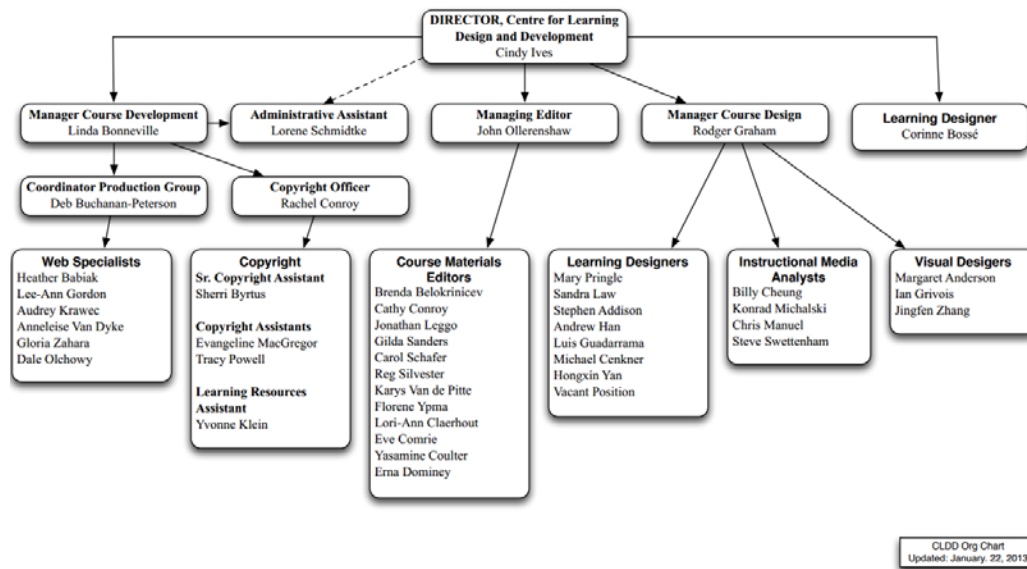 DIRECTOR, Centre for Learning
Design and Development
Cindy Ives
Manager Course Development
Linda Bonneville
Administrative Assistant
Lorene Schmidtke
Managing Editor
John Ollerenshaw
Manager Course Design
Rodger Graham
Learning Designer
Corinne Bossé
Coordinator Production Group
Deb Buchanan-Peterson
Copyright Officer
Rachel Conroy
Web Specialists
Heather Babiak
Lee-Ann Gordon
Audrey Krawec
Anneleise Van Dyke
Gloria Zahara
Dale Olchowy
Copyright
Sr. Copyright Assistant
Sherri Byrtus
Copyright Assistants
Evangeline MacGregor
Tracy Powell
Learning Resources
Assistant
Yvonne Klein
Course Materials
Editors
Brenda Belokrinicev
Cathy Conroy
Jonathan Leggo
Gilda Sanders
Carol Schafer
Reg Silvester
Karys Van de Pitte
Florene Ypma
Lori-Ann Claerhout
Eve Comrie
Yasamine Coulter
Erna Dominey
Learning Designers
Mary Pringle
Sandra Law
Stephen Addison
Andrew Han
Luis Guadarrama
Michael Cenkner
Hongxin Yan
Vacant Position
Instructional Media
Analysts
Billy Cheung
Konrad Michalski
Chris Manuel
Steve Swettenham
Visual Desigers
Margaret Anderson
Ian Grivois
Jingfen Zhang
CLDD Org Chart
Updated: January. 22, 2013